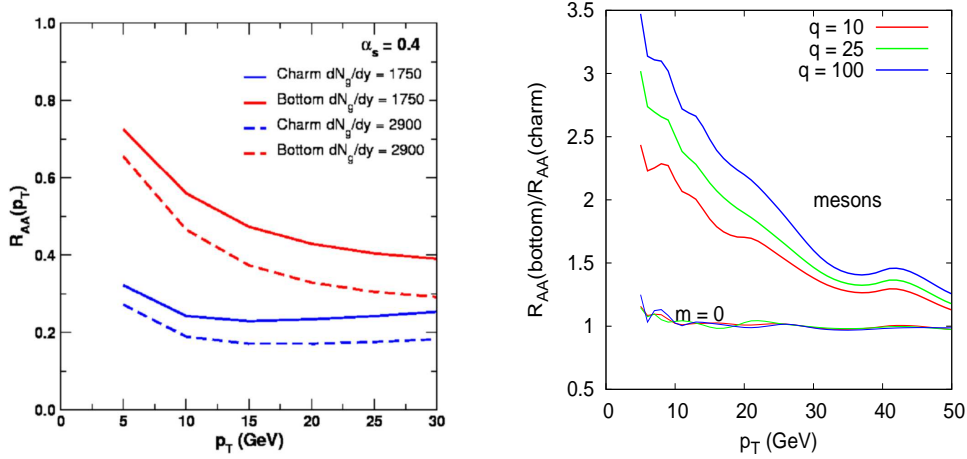 1.0
0.8
0.6
0.4
0.2
0.0
R_AA(p_T)
α_s = 0.4
Charm dN_g/dy = 1750
Bottom dN_g/dy = 1750
Charm dN_g/dy = 2900
Bottom dN_g/dy = 2900
0 5 10 15 20 25 30
p_T (GeV)
3.5
3
2.5
2
1.5
1
0.5
R_AA(bottom)/R_AA(charm)
q = 10
q = 25
q = 100
mesons
m = 0
0 10 20 30 40 50
p_T (GeV)